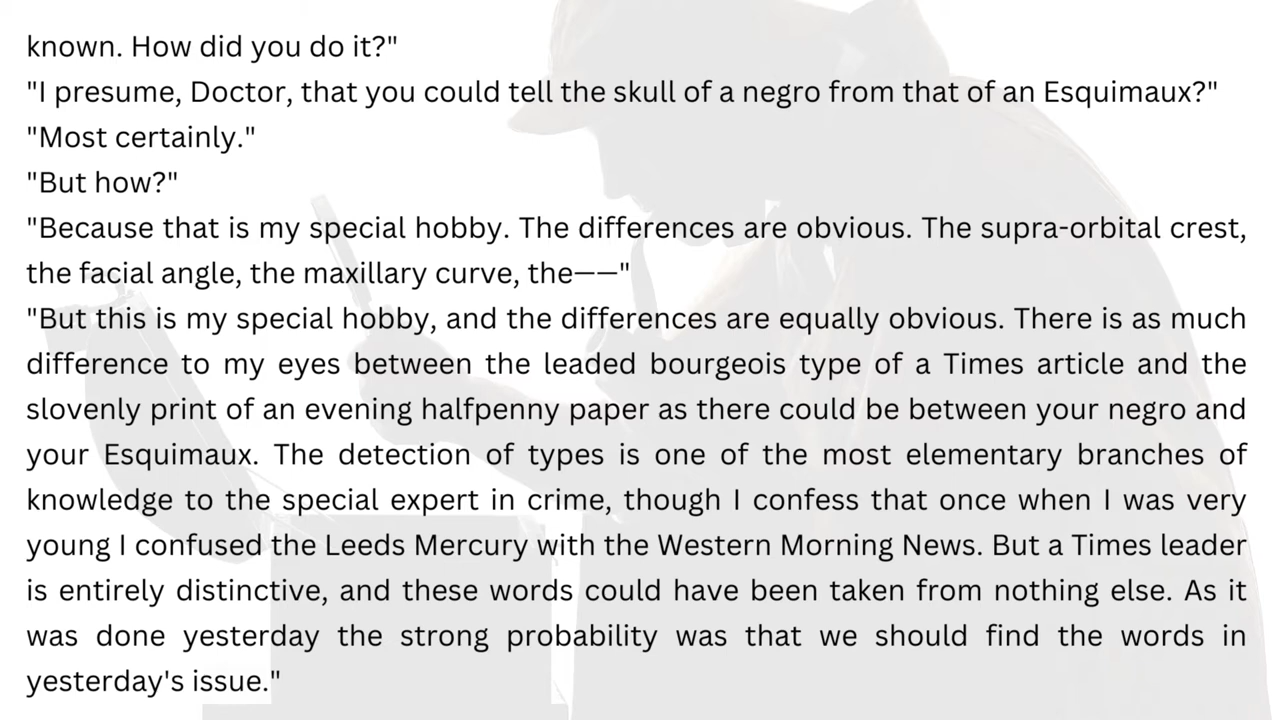 known. How did you do it?"
"I presume, Doctor, that you could tell the skull of a negro from that of an Esquimaux?"
"Most certainly."
"But how?"
"Because that is my special hobby. The differences are obvious. The supra-orbital crest,
the facial angle, the maxillary curve, the——"
"But this is my special hobby, and the differences are equally obvious. There is as much
difference to my eyes between the leaded bourgeois type of a Times article and the
slovenly print of an evening halfpenny paper as there could be between your negro and
your Esquimaux. The detection of types is one of the most elementary branches of
knowledge to the special expert in crime, though I confess that once when I was very
young I confused the Leeds Mercury with the Western Morning News. But a Times leader
is entirely distinctive, and these words could have been taken from nothing else. As it
was done yesterday the strong probability was that we should find the words in
yesterday's issue."